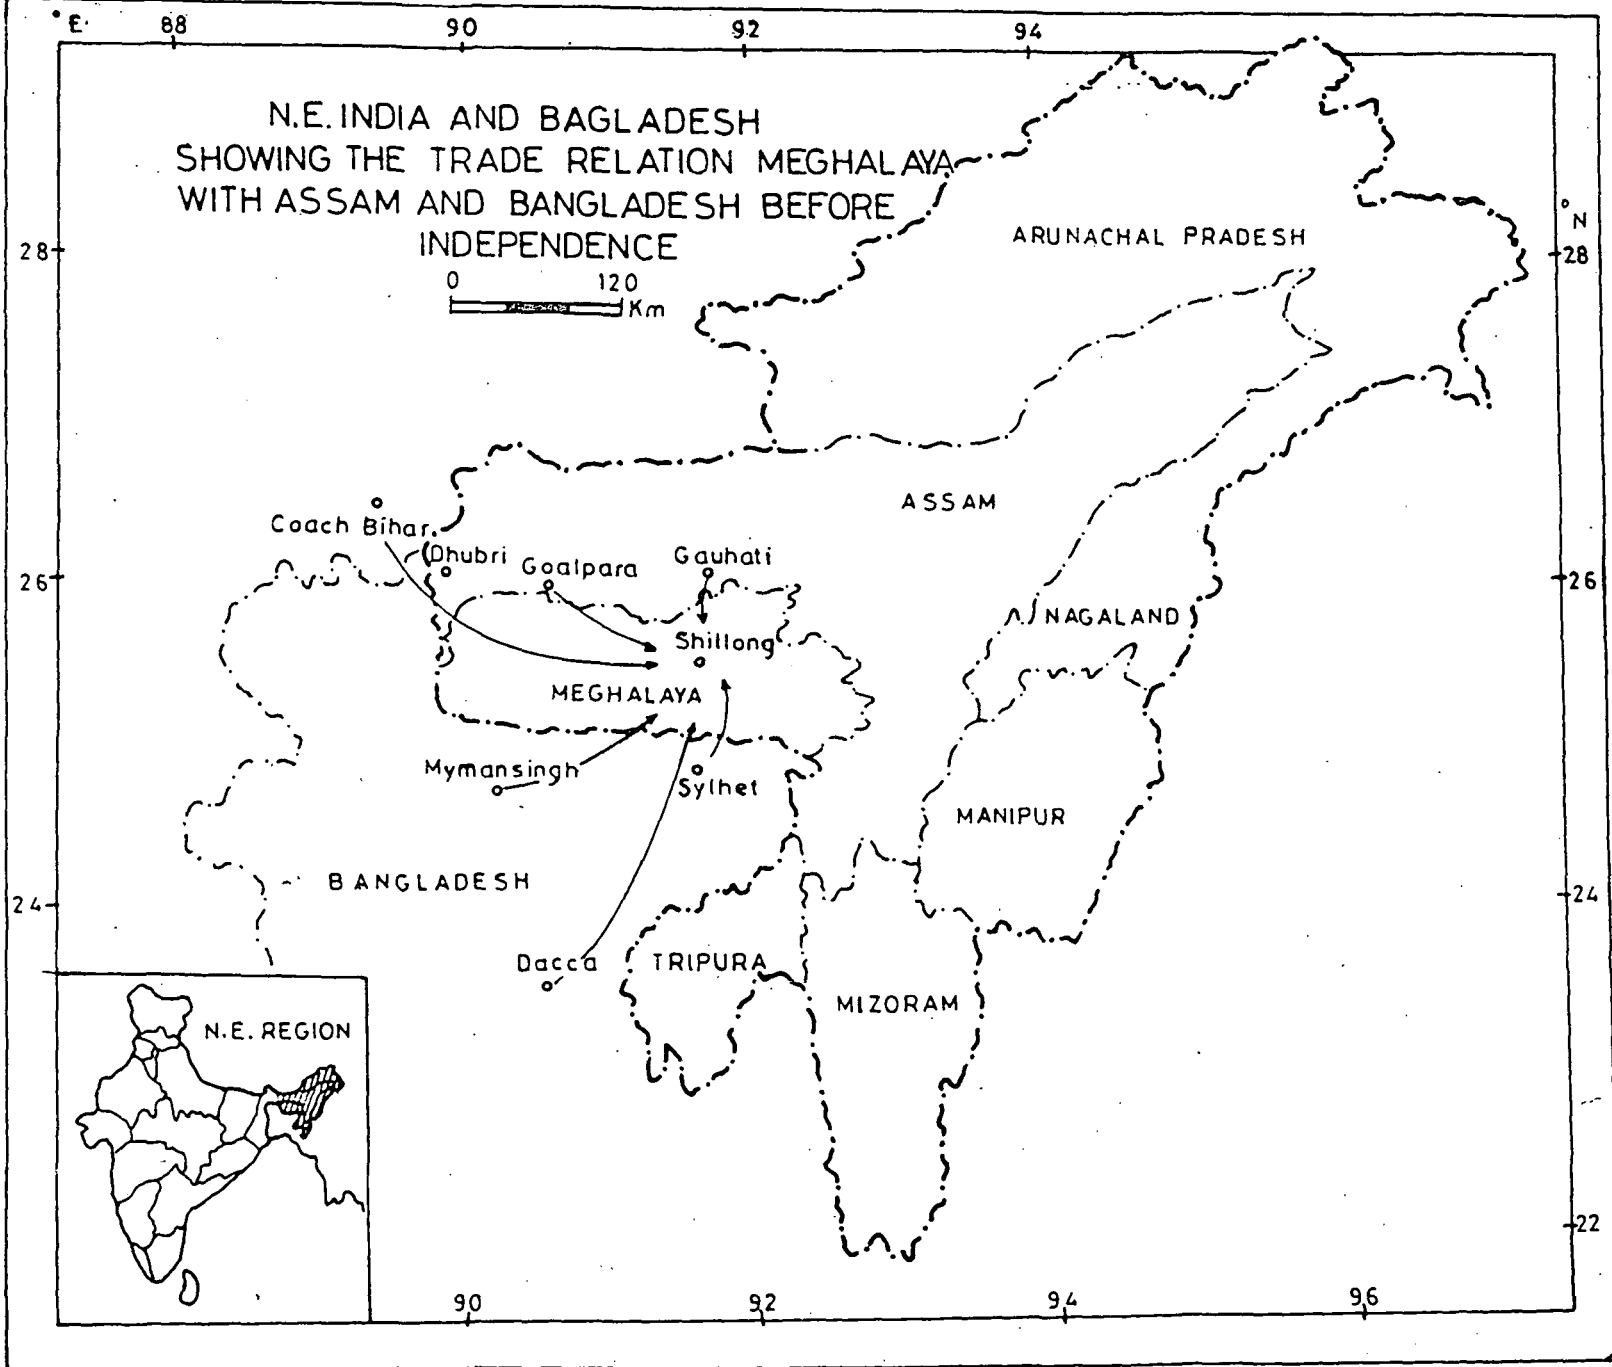 ° E.
88 90 92 94
N.E. INDIA AND BAGLADESH
SHOWING THE TRADE RELATION MEGHALAYA
WITH ASSAM AND BANGLADESH BEFORE
INDEPENDENCE
0 120
Km
° N
28 28
ARUNACHAL PRADESH
ASSAM
Coach Bihar
Dhubri
Goalpara
Gauhati
26 26
NAGALAND
Shillong
MEGHALAYA
Mymansingh
Sylhet
MANIPUR
BANGLADESH
24 24
Dacca
TRIPURA
MIZORAM
N.E. REGION
22
90 92 94 96